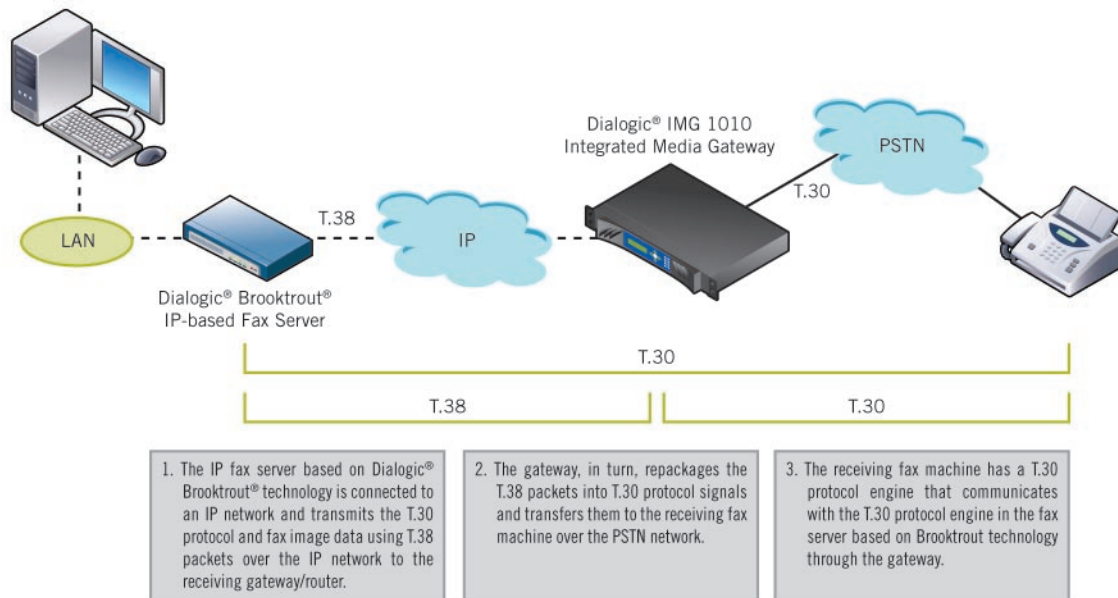 Dialogic® IMG 1010
Integrated Media Gateway
PSTN
T.30
LAN
T.38
IP
Dialogic® Brooktrout®
IP-based Fax Server
T.30
T.38
T.30
1. The IP fax server based on Dialogic®
Brooktrout® technology is connected to
an IP network and transmits the T.30
protocol and fax image data using T.38
packets over the IP network to the
receiving gateway/router.
2. The gateway, in turn, repackages the
T.38 packets into T.30 protocol signals
and transfers them to the receiving fax
machine over the PSTN network.
3. The receiving fax machine has a T.30
protocol engine that communicates
with the T.30 protocol engine in the fax
server based on Brooktrout technology
through the gateway.